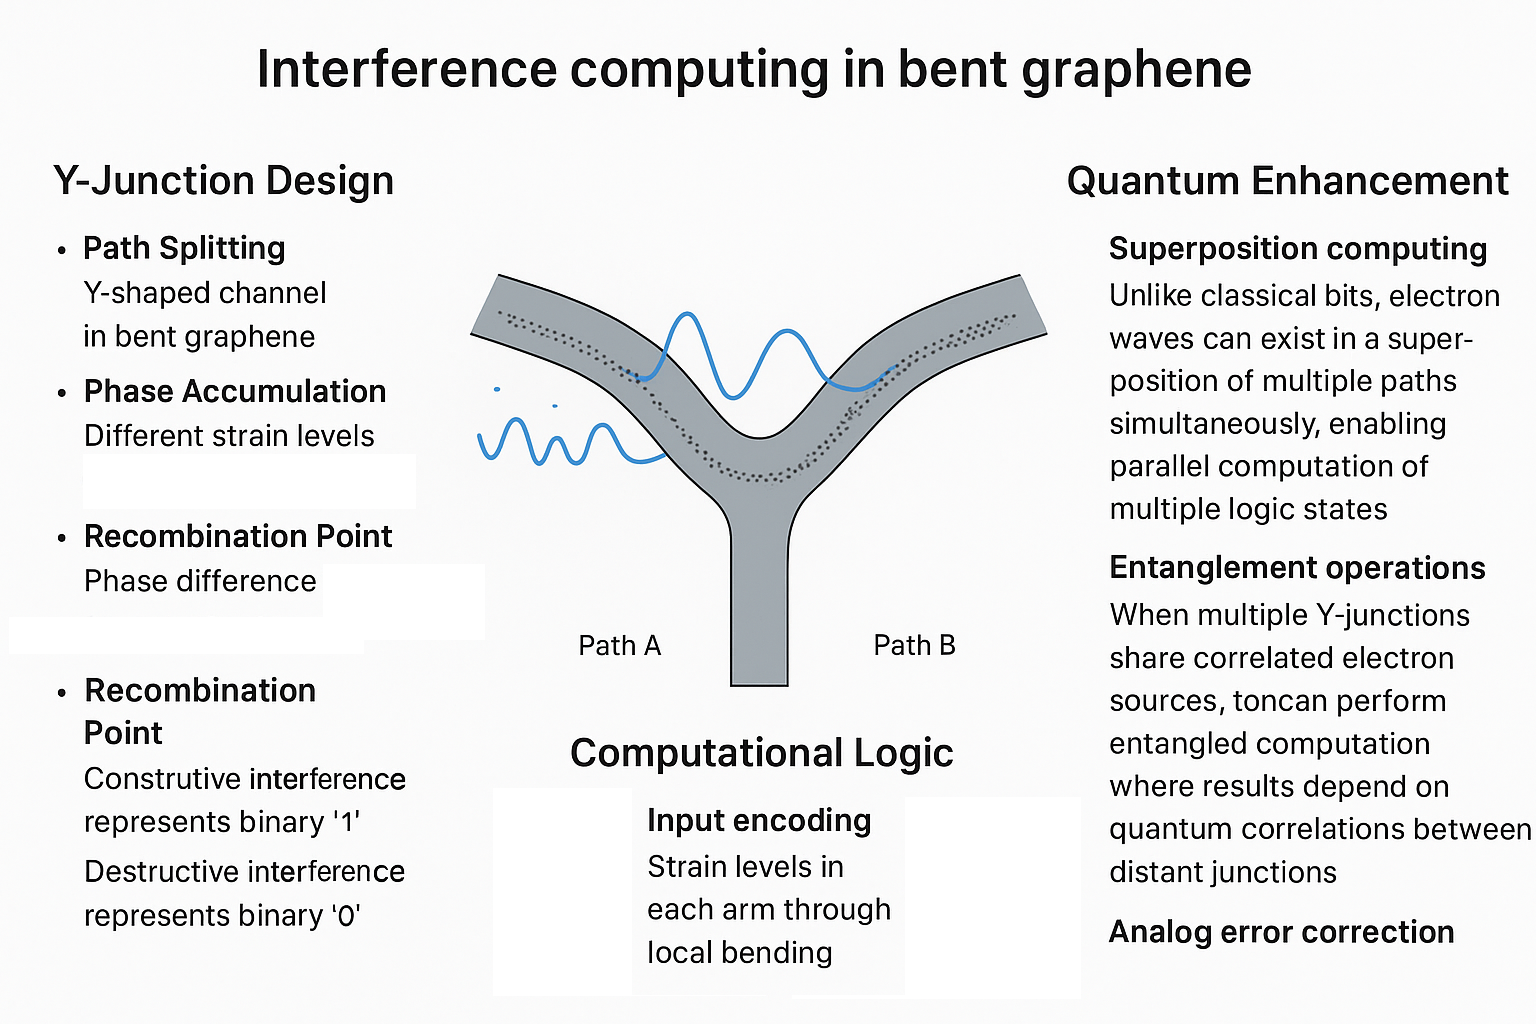 Interference computing in bent graphene
Y-Junction Design
• Path Splitting
Y-shaped channel
in bent graphene
• Phase Accumulation
Different strain levels
• Recombination Point
Phase difference
• Recombination
Point
Construtive interference
represents binary '1'
Destructive interference
represents binary '0'
Path A
Path B
Computational Logic
Input encoding
Strain levels in
each arm through
local bending
Quantum Enhancement
Superposition computing
Unlike classical bits, electron
waves can exist in a super-
position of multiple paths
simultaneously, enabling
parallel computation of
multiple logic states
Entanglement operations
When multiple Y-junctions
share correlated electron
sources, toncan perform
entangled computation
where results depend on
quantum correlations between
distant junctions
Analog error correction